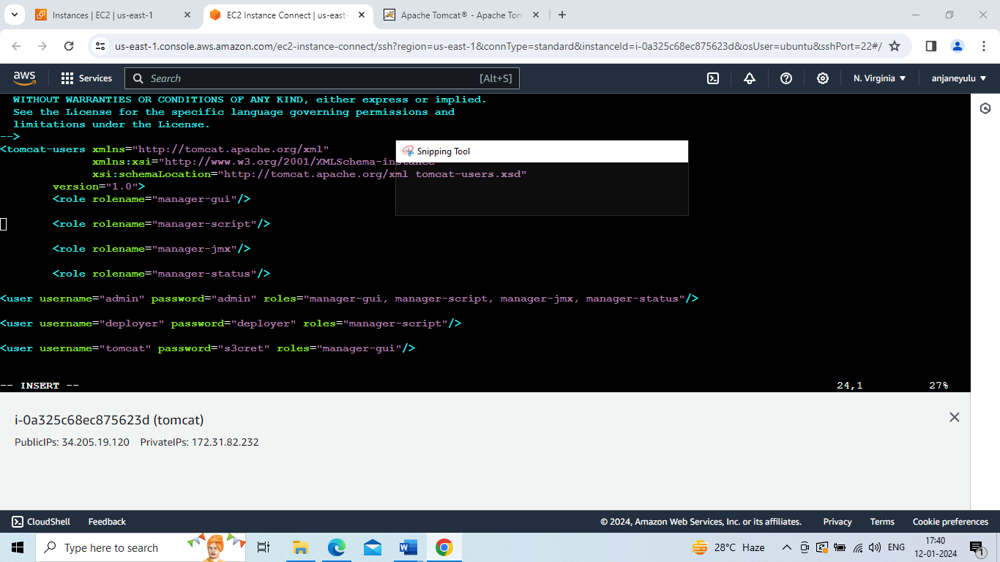 Instances | EC2 | us-east-1
EC2 Instance Connect | us-east-
Apache Tomcat® - Apache Tom
us-east-1.console.aws.amazon.com/ec2-instance-connect/ssh?region=us-east-1&connType=standard&instanceId=i-0a325c68ec875623d&osUser=ubuntu&sshPort=22#/
aws
Services
Search
[Alt+S]
N. Virginia
anjaneyulu
WITHOUT WARRANTIES OR CONDITIONS OF ANY KIND, either express or implied.
See the License for the specific language governing permissions and
limitations under the License.
-->
<tomcat-users xmlns="http://tomcat.apache.org/xml"
xmlns:xsi="http://www.w3.org/2001/XMLSchema-instance"
xsi:schemaLocation="http://tomcat.apache.org/xml tomcat-users.xsd"
version="1.0">
<role rolename="manager-gui"/>
<role rolename="manager-script"/>
<role rolename="manager-jmx"/>
<role rolename="manager-status"/>
<user username="admin" password="admin" roles="manager-gui, manager-script, manager-jmx, manager-status"/>
<user username="deployer" password="deployer" roles="manager-script"/>
<user username="tomcat" password="s3cret" roles="manager-gui"/>
-- INSERT --
24,1
27%
Snipping Tool
i-0a325c68ec875623d (tomcat)
PublicIPs: 34.205.19.120 PrivateIPs: 172.31.82.232
CloudShell
Feedback
© 2024, Amazon Web Services, Inc. or its affiliates.
Privacy
Terms
Cookie preferences
Type here to search
28°C Haze
ENG
17:40
12-01-2024
1